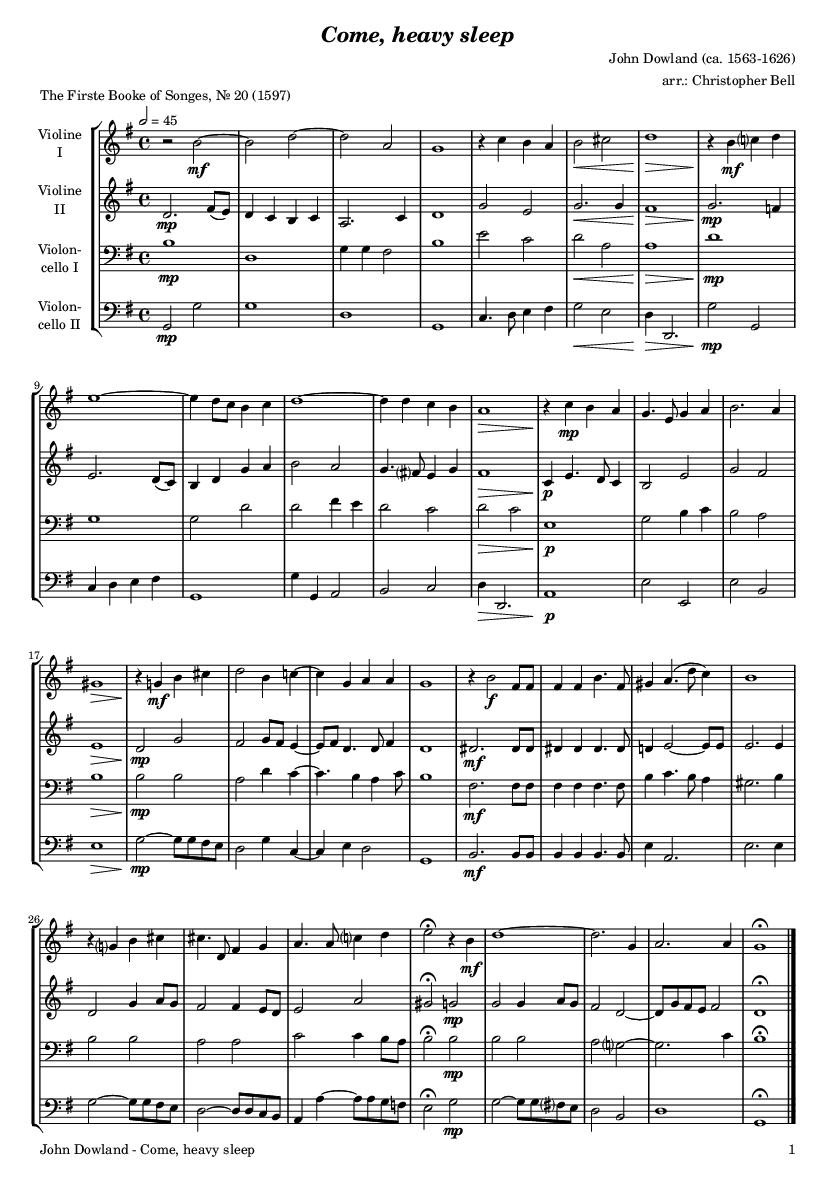 Come, heavy sleep
John Dowland (ca. 1563-1626)
arr.: Christopher Bell
The Firste Booke of Songes, № 20 (1597)
= 45
Violine
I
mf
mf
Violine
II
mp
mp
Violon-
cello I
mp
mp
Violon-
cello II
mp
mp
9
mp
p
p
p
17
mf
f
mp
mf
mp
mf
mp
mf
26
mf
mp
mp
mp
John Dowland - Come, heavy sleep
1